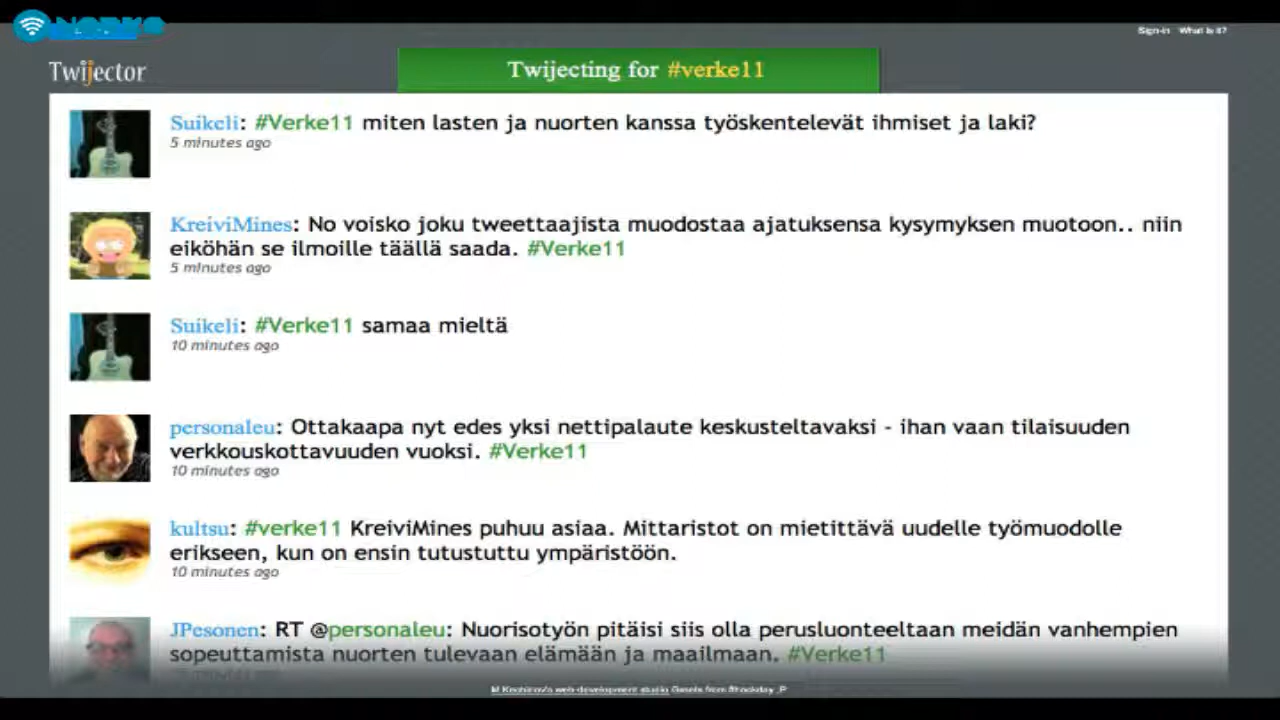 Sign-in What is it?
Twijector
Twijecting for #verke11
Suikeli: #Verke11 miten lasten ja nuorten kanssa työskentelevät ihmiset ja laki?
5 minutes ago
KreiviMines: No voisko joku tweettaajista muodostaa ajatuksensa kysymyksen muotoon.. niin
eiköhän se ilmoille täällä saada. #Verke11
5 minutes ago
Suikeli: #Verke11 samaa mieltä
10 minutes ago
personaleu: Ottakaapa nyt edes yksi nettipalaute keskusteltavaksi - ihan vaan tilaisuuden
verkkouskottavuuden vuoksi. #Verke11
10 minutes ago
kultsu: #verke11 KreiviMines puhuu asiaa. Mittaristot on mietittävä uudelle työmuodolle
erikseen, kun on ensin tutustuttu ympäristöön.
10 minutes ago
JPesonen: RT @personaleu: Nuorisotyön pitäisi siis olla perusluonteeltaan meidän vanhempien
sopeuttamista nuorten tulevaan elämään ja maailmaan. #Verke11
web-development studio